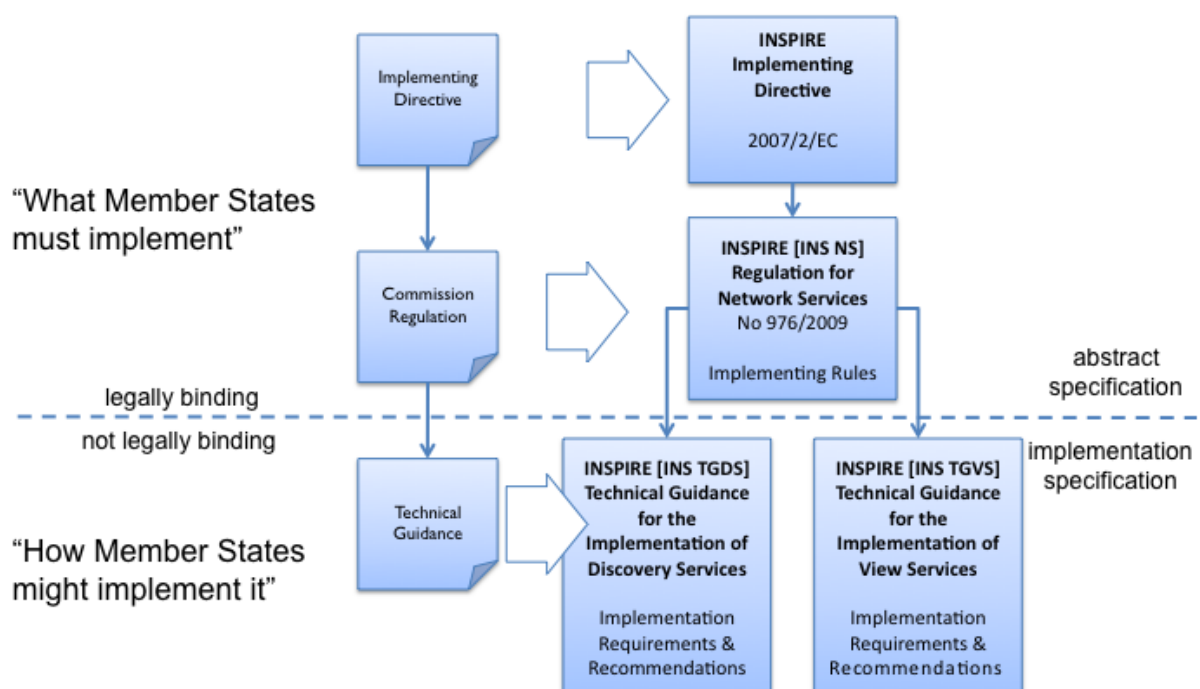 Implementing
Directive
INSPIRE
Implementing
Directive
2007/2/EC
“What Member States
must implement”
Commission
Regulation
INSPIRE [INS NS]
Regulation for
Network Services
No 976/2009
Implementing Rules
abstract
specification
legally binding
not legally binding
implementation
specification
“How Member States
might implement it”
Technical
Guidance
INSPIRE [INS TGDS]
Technical Guidance
for the
Implementation of
Discovery Services
Implementation
Requirements &
Recommendations
INSPIRE [INS TGVS]
Technical Guidance
for the
Implementation of
View Services
Implementation
Requirements &
Recommendations